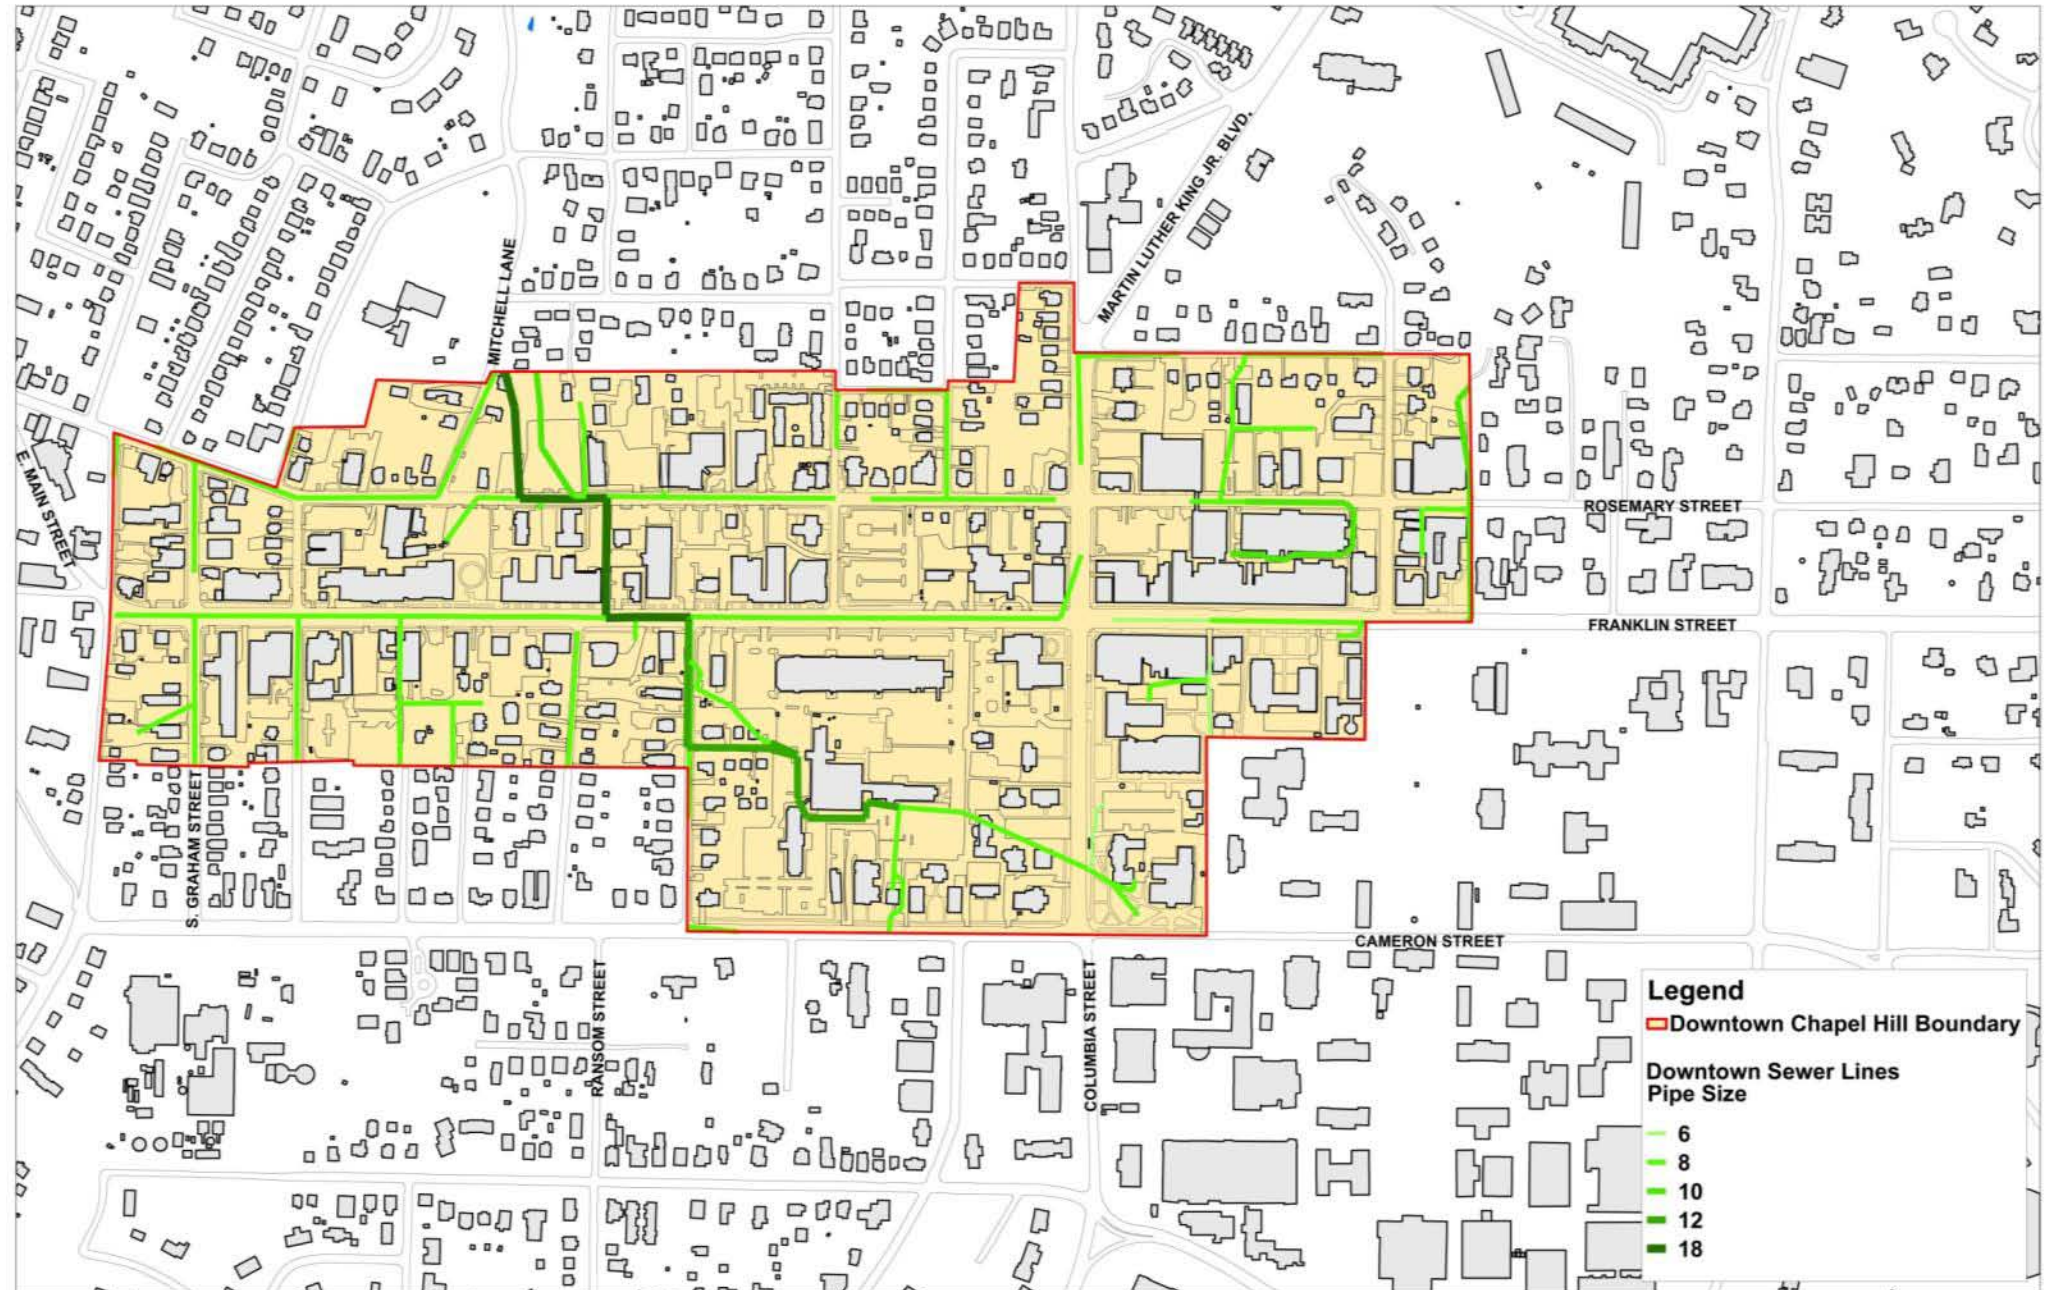 MARTIN LUTHER KING JR. BLVD.
MITCHELL LANE
E. MAIN STREET
ROSEMARY STREET
FRANKLIN STREET
S. GRAHAM STREET
CAMERON STREET
RANSOM STREET
COLUMBIA STREET
Legend
Downtown Chapel Hill Boundary
Downtown Sewer Lines
Pipe Size
6
8
10
12
18